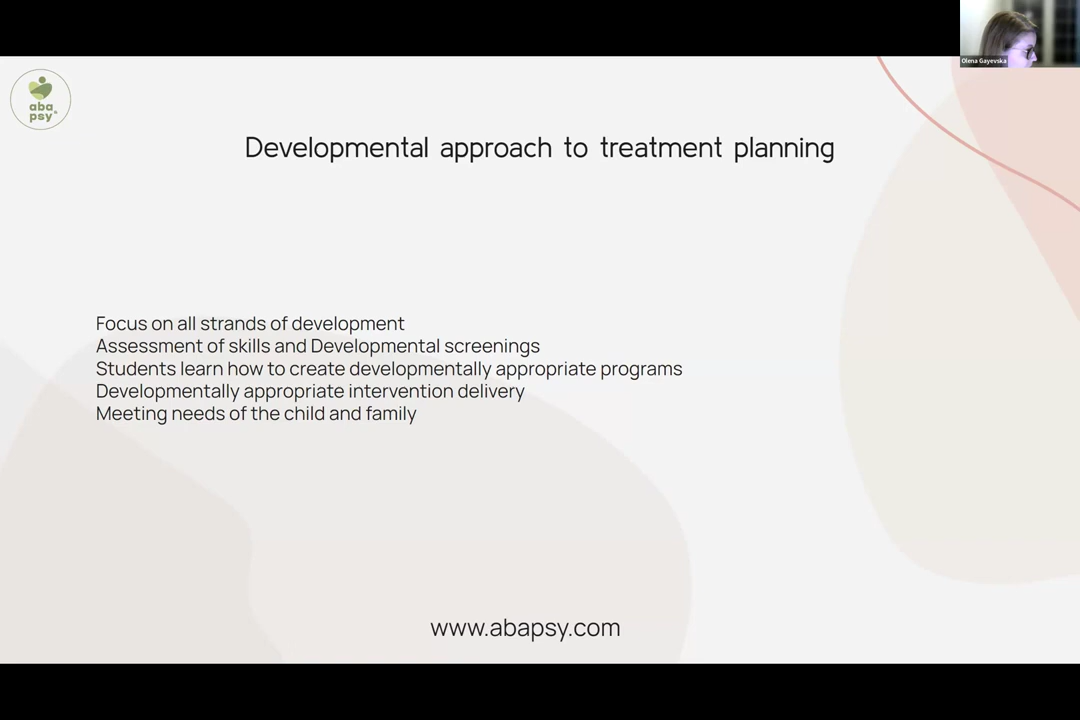 Olena Gayevska
aba
psy
Developmental approach to treatment planning
Focus on all strands of development
Assessment of skills and Developmental screenings
Students learn how to create developmentally appropriate programs
Developmentally appropriate intervention delivery
Meeting needs of the child and family
www.abapsy.com